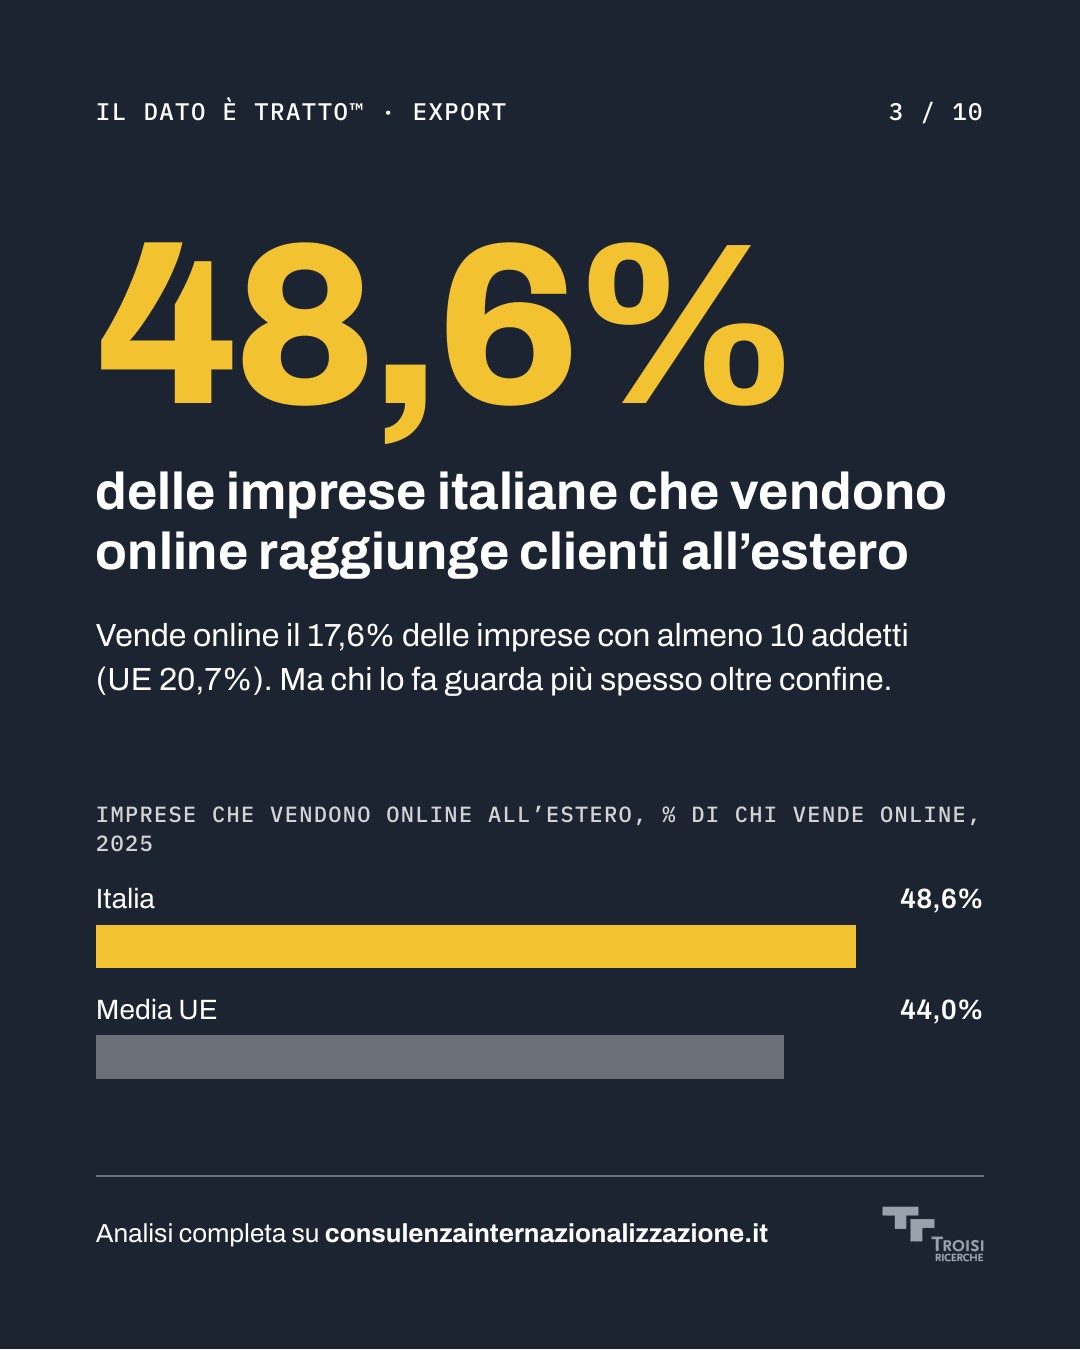 IL DATO È TRATTO™ · EXPORT
3 / 10
48,6%
delle imprese italiane che vendono
online raggiunge clienti all’estero
Vende online il 17,6% delle imprese con almeno 10 addetti
(UE 20,7%). Ma chi lo fa guarda più spesso oltre confine.
IMPRESE CHE VENDONO ONLINE ALL’ESTERO, % DI CHI VENDE ONLINE,
2025
Italia
48,6%
Media UE
44,0%
Analisi completa su consulenzainternazionalizzazione.it
TROISI
RICERCHE